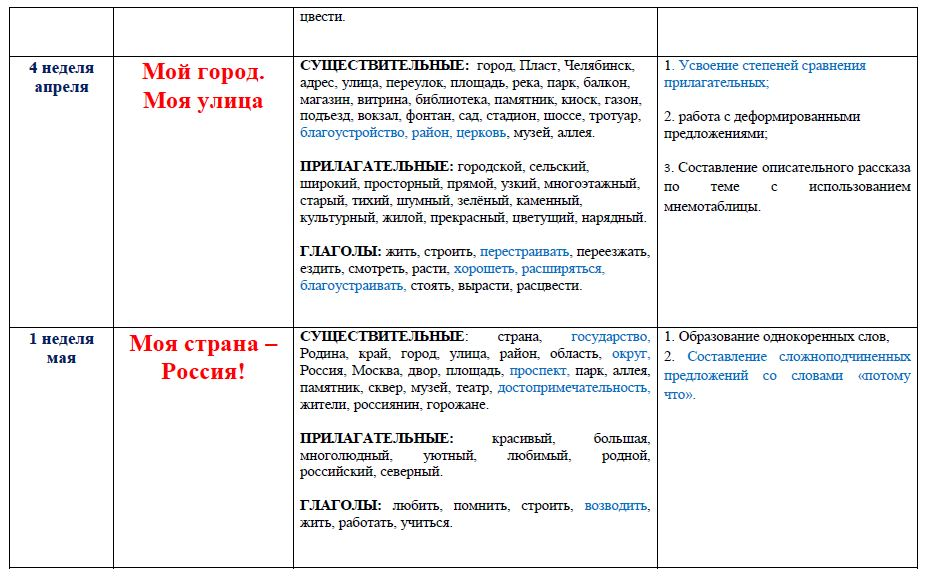 цвести.
4 неделя
апреля
Мой город.
Моя улица
СУЩЕСТВИТЕЛЬНЫЕ: город, Пласт, Челябинск,
адрес, улица, переулок, площадь, река, парк, балкон,
магазин, витрина, библиотека, памятник, киоск, газон,
подъезд, вокзал, фонтан, сад, стадион, шоссе, тротуар,
благоустройство, район, церковь, музей, аллея.
ПРИЛАГАТЕЛЬНЫЕ: городской, сельский,
широкий, просторный, прямой, узкий, многоэтажный,
старый, тихий, шумный, зелёный, каменный,
культурный, жилой, прекрасный, цветущий, нарядный.
ГЛАГОЛЫ: жить, строить, перестраивать, переезжать,
ездить, смотреть, расти, хорошеть, расширяться,
благоустраивать, стоять, вырасти, расцвести.
1. Усвоение степеней сравнения
прилагательных;
2. работа с деформированными
предложениями;
3. Составление описательного рассказа
по теме с использованием
мнемотаблицы.
1 неделя
мая
Моя страна –
Россия!
СУЩЕСТВИТЕЛЬНЫЕ: страна, государство,
Родина, край, город, улица, район, область, округ,
Россия, Москва, двор, площадь, проспект, парк, аллея,
памятник, сквер, музей, театр, достопримечательность,
жители, россиянин, горожане.
ПРИЛАГАТЕЛЬНЫЕ: красивый, большая,
многолюдный, уютный, любимый, родной,
российский, северный.
ГЛАГОЛЫ: любить, помнить, строить, возводить,
жить, работать, учиться.
1. Образование однокоренных слов,
2. Составление сложноподчиненных
предложений со словами «потому
что».